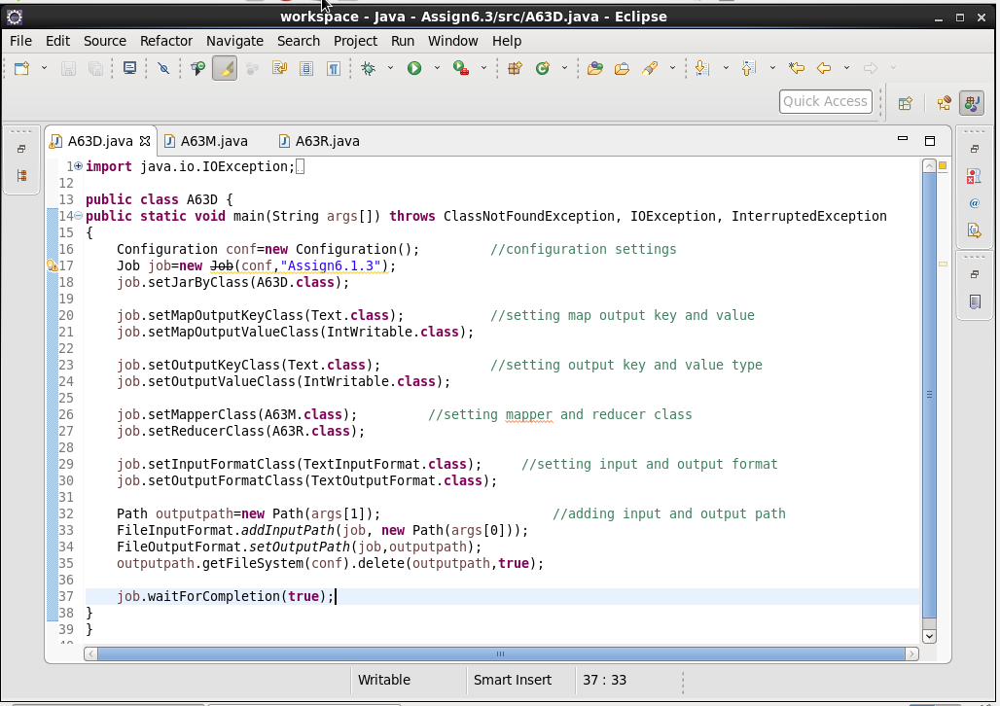 workspace - Java - Assign6.3/src/A63D.java - Eclipse
File Edit Source Refactor Navigate Search Project Run Window Help
Quick Access
A63D.java A63M.java A63R.java
1 import java.io.IOException;
12
13 public class A63D {
14 public static void main(String args[]) throws ClassNotFoundException, IOException, InterruptedException
15 {
16 Configuration conf=new Configuration(); //configuration settings
17 Job job=new Job(conf,"Assign6.1.3");
18 job.setJarByClass(A63D.class);
19
20 job.setMapOutputKeyClass(Text.class); //setting map output key and value
21 job.setMapOutputValueClass(IntWritable.class);
22
23 job.setOutputKeyClass(Text.class); //setting output key and value type
24 job.setOutputValueClass(IntWritable.class);
25
26 job.setMapperClass(A63M.class); //setting mapper and reducer class
27 job.setReducerClass(A63R.class);
28
29 job.setInputFormatClass(TextInputFormat.class); //setting input and output format
30 job.setOutputFormatClass(TextOutputFormat.class);
31
32 Path outputpath=new Path(args[1]); //adding input and output path
33 FileInputFormat.addInputPath(job, new Path(args[0]));
34 FileOutputFormat.setOutputPath(job,outputpath);
35 outputpath.getFileSystem(conf).delete(outputpath,true);
36
37 job.waitForCompletion(true);
38 }
39 }
Writable Smart Insert 37 : 33